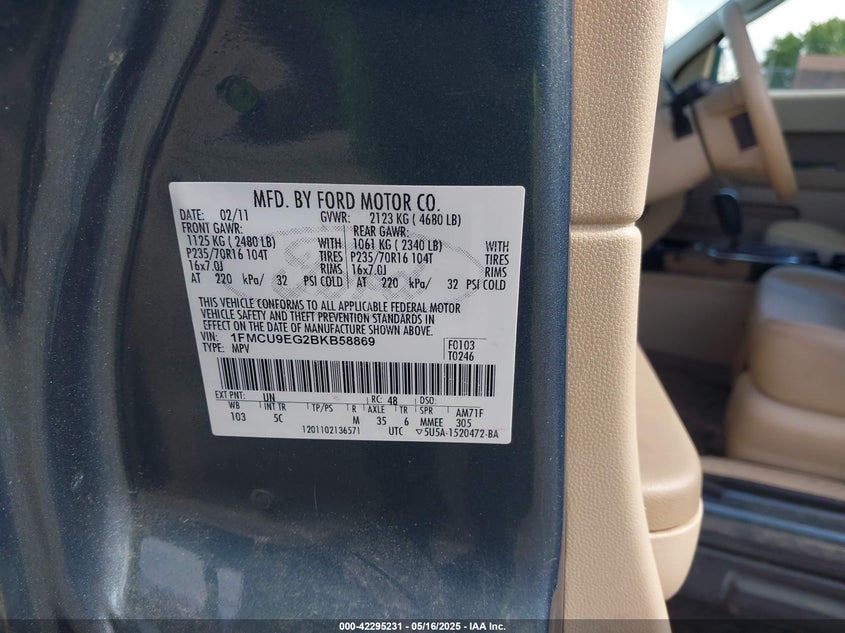 MFD. BY FORD MOTOR CO.
DATE: 02/11 GVWR: 2123 KG ( 4680 LB)
FRONT GAWR: REAR GAWR:
1125 KG ( 2480 LB) WITH 1061 KG ( 2340 LB) WITH
P235/70R16 104T TIRES P235/70R16 104T TIRES
16x7.0J RIMS 16x7.0J RIMS
AT 220 kPa/ 32 PSI COLD AT 220 kPa/ 32 PSI COLD
THIS VEHICLE CONFORMS TO ALL APPLICABLE FEDERAL MOTOR
VEHICLE SAFETY AND THEFT PREVENTION STANDARDS IN
EFFECT ON THE DATE OF MANUFACTURE SHOWN ABOVE.
VIN: 1FMCU9EG2BKB58869 F0103
TYPE: MPV T0246
EXT PNT: UN RC: 48 DSO:
WB INT TR TP/PS R AXLE TR SPR AM71F
103 5C M 35 6 MMEE 305
1201102136571 UTC ▽5U5A-1520472-BA
Ford
000-42295231 - 05/16/2025 - IAA Inc.